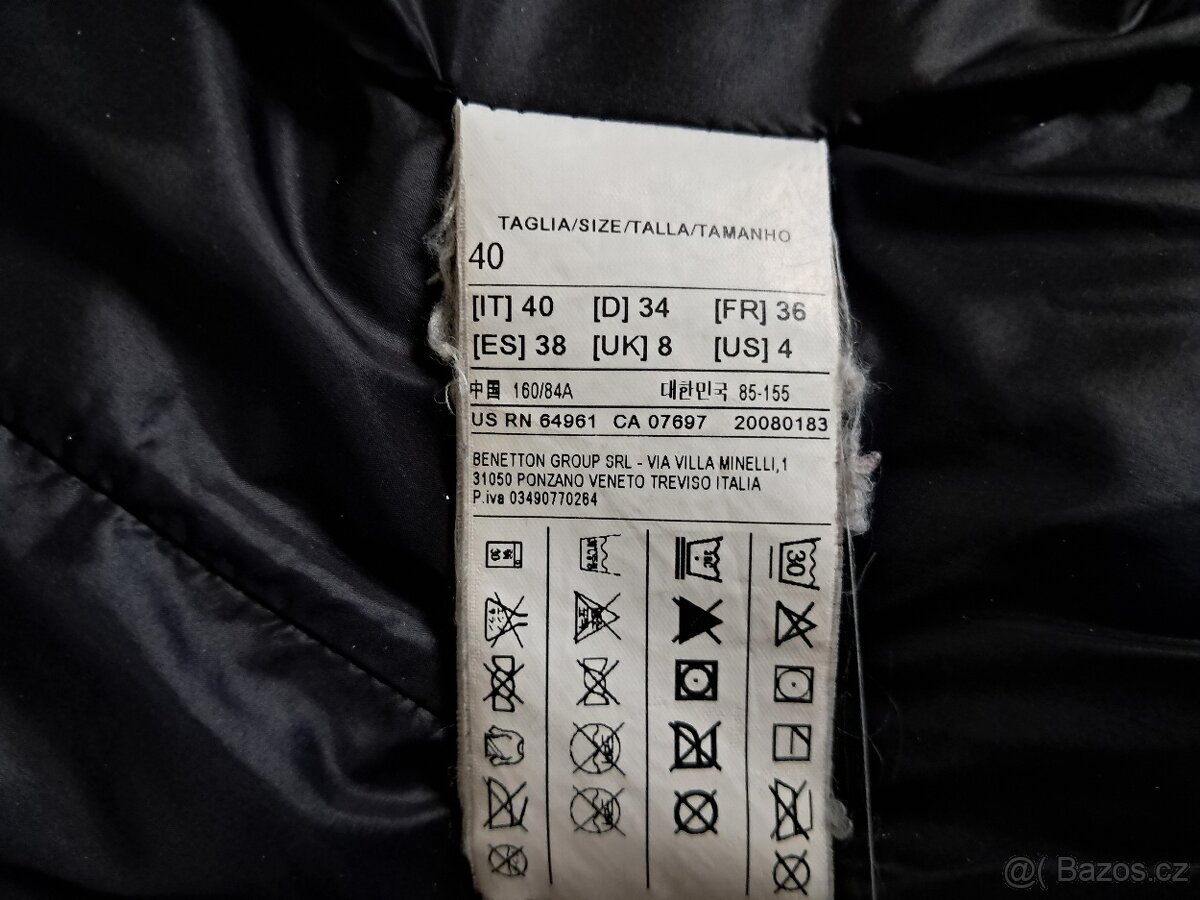 TAGLIA/SIZE/TALLA/TAMANHO
40
[IT] 40 [D] 34 [FR] 36
[ES] 38 [UK] 8 [US] 4
中国 160/84A 대한민국 85-155
US RN 64961 CA 07697 20080183
BENETTON GROUP SRL - VIA VILLA MINELLI,1
31050 PONZANO VENETO TREVISO ITALIA
P.iva 03490770264
30
30
@( Bazos.cz